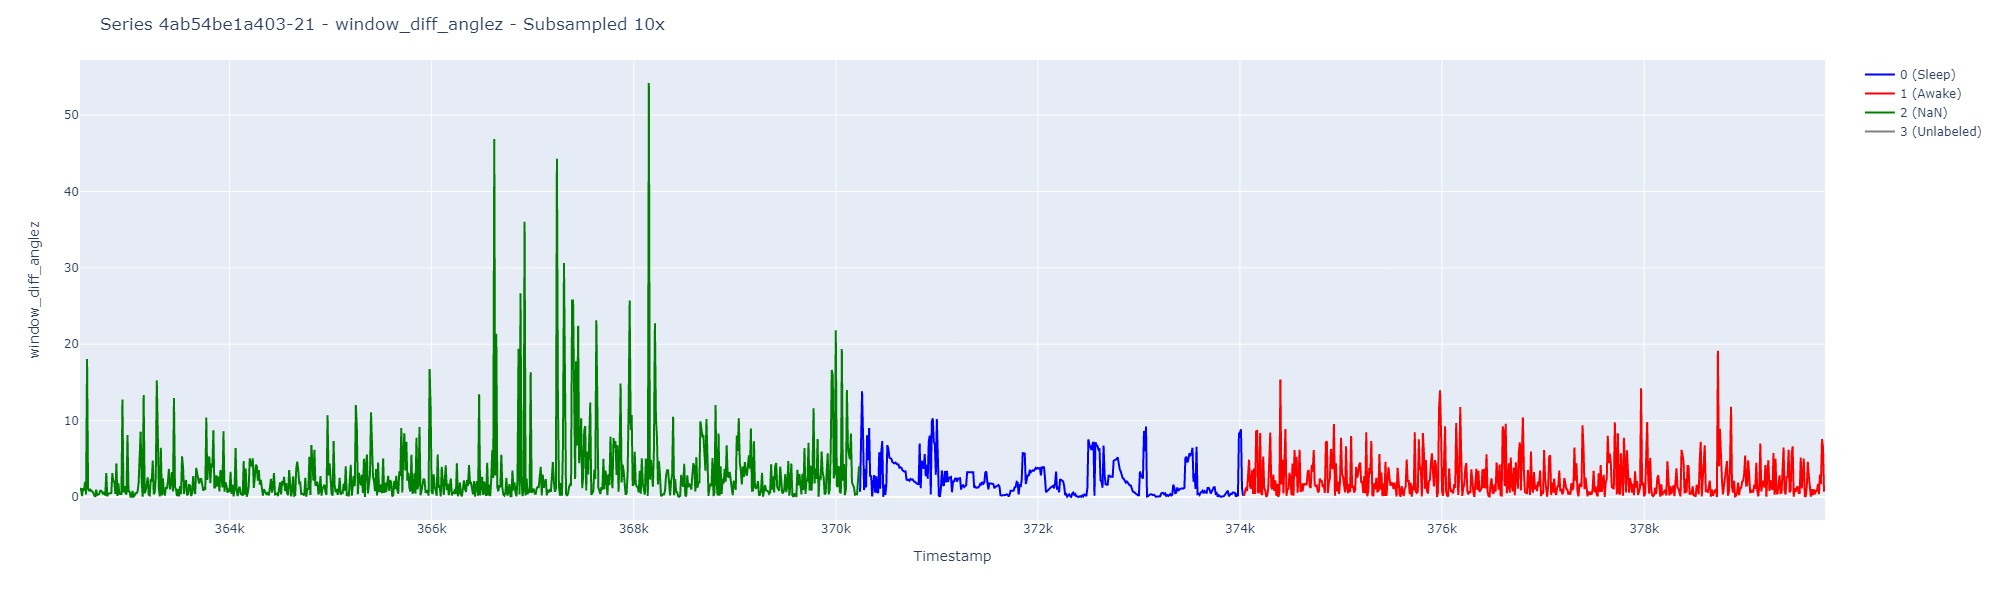 Series 4ab54be1a403-21 - window_diff_anglez - Subsampled 10x
0 (Sleep)
1 (Awake)
2 (NaN)
3 (Unlabeled)
window_diff_anglez
50
40
30
20
10
0
364k
366k
368k
370k
372k
374k
376k
378k
Timestamp